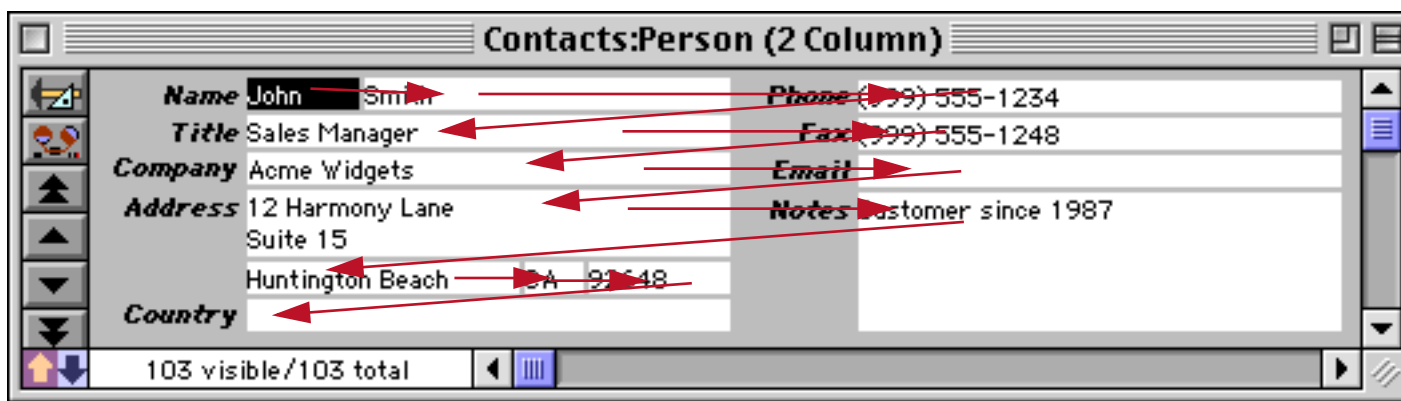 Contacts:Person (2 Column)
Name John Smith Phone (999) 555-1234
Title Sales Manager Fax (999) 555-1248
Company Acme Widgets Email
Address 12 Harmony Lane Notes Customer since 1987
Suite 15
Huntington Beach CA 92648
Country
103 visible/103 total